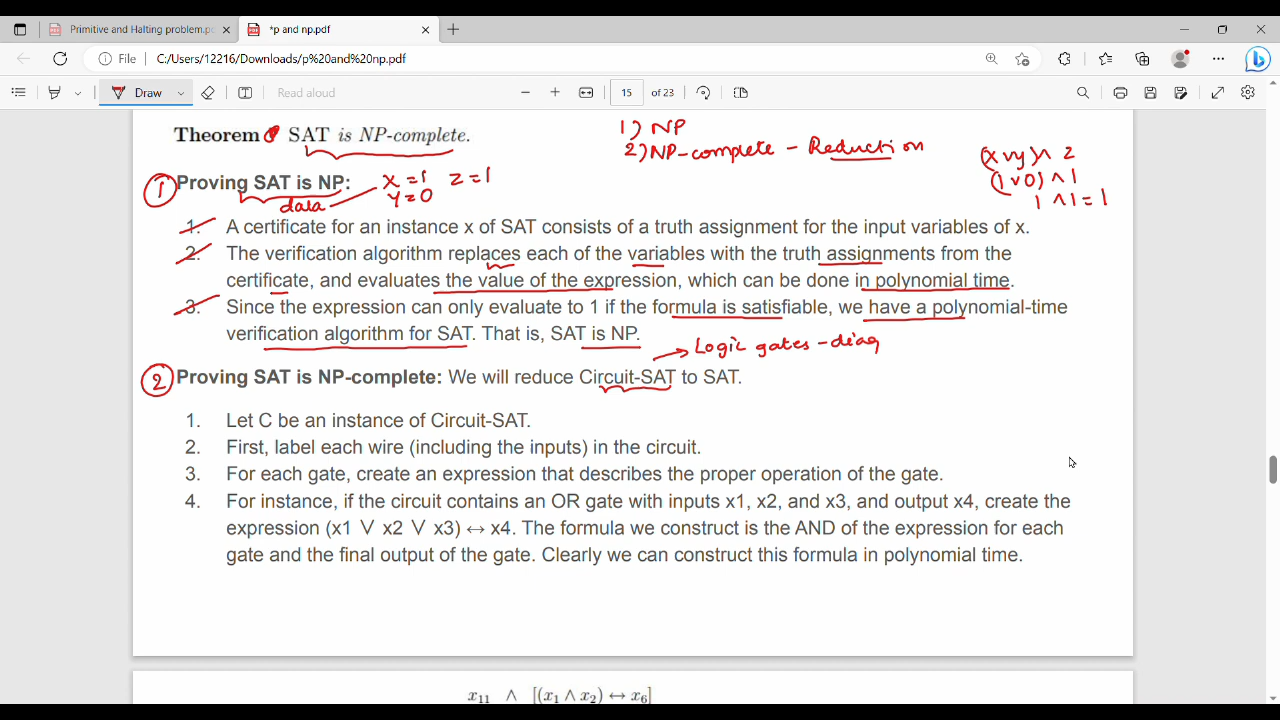 Primitive and Halting problem.pd
*p and np.pdf
File
C:/Users/12216/Downloads/p%20and%20np.pdf
Draw
Read aloud
15
of 23
Theorem SAT is NP-complete.
1) NP
2) NP-complete - Reduction
(x v y) ∧ z
(1 v 0) ∧ 1
1 ∧ 1 = 1
1 Proving SAT is NP:
x = 1 z = 1
y = 0
data
1. A certificate for an instance x of SAT consists of a truth assignment for the input variables of x.
2. The verification algorithm replaces each of the variables with the truth assignments from the
certificate, and evaluates the value of the expression, which can be done in polynomial time.
3. Since the expression can only evaluate to 1 if the formula is satisfiable, we have a polynomial-time
verification algorithm for SAT. That is, SAT is NP.
Logic gates - diag
2 Proving SAT is NP-complete: We will reduce Circuit-SAT to SAT.
1. Let C be an instance of Circuit-SAT.
2. First, label each wire (including the inputs) in the circuit.
3. For each gate, create an expression that describes the proper operation of the gate.
4. For instance, if the circuit contains an OR gate with inputs x1, x2, and x3, and output x4, create the
expression (x1 ∨ x2 ∨ x3) ↔ x4. The formula we construct is the AND of the expression for each
gate and the final output of the gate. Clearly we can construct this formula in polynomial time.
x₁₁ ∧ [(x₁ ∧ x₂) ↔ x₆]